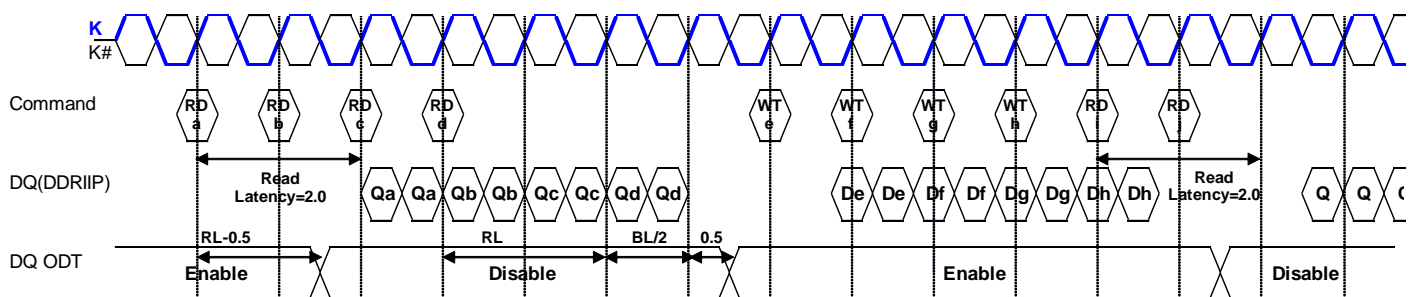 K
K#
Command
RD a RD b RD c RD d WT e WT f WT g WT h RD i RD j
Read Latency=2.0
Read Latency=2.0
DQ(DDRIIP)
Qa Qa Qb Qb Qc Qc Qd Qd De De Df Df Dg Dg Dh Dh Q Q
RL-0.5 RL BL/2 0.5
DQ ODT
Enable Disable Enable Disable